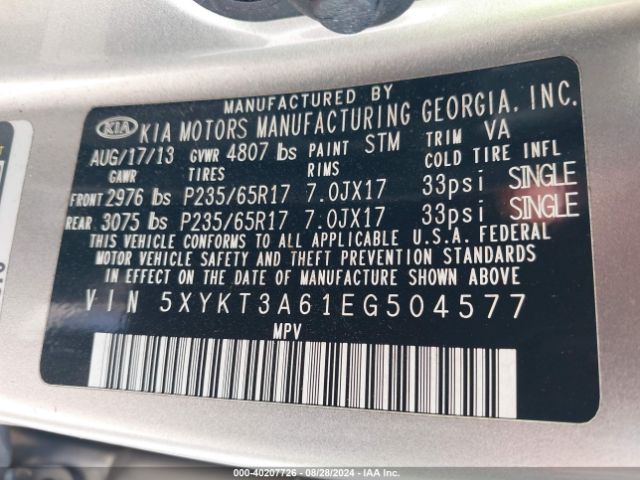 MANUFACTURED BY
KIA KIA MOTORS MANUFACTURING GEORGIA, INC.
AUG/17/13 GVWR 4807 lbs PAINT STM TRIM VA
GAWR TIRES RIMS COLD TIRE INFL
FRONT 2976 lbs P235/65R17 7.0JX17 33psi SINGLE
REAR 3075 lbs P235/65R17 7.0JX17 33psi SINGLE
THIS VEHICLE CONFORMS TO ALL APPLICABLE U.S.A. FEDERAL
MOTOR VEHICLE SAFETY AND THEFT PREVENTION STANDARDS
IN EFFECT ON THE DATE OF MANUFACTURE SHOWN ABOVE
VIN 5XYKT3A61EG504577
MPV
000-40207726 - 08/28/2024 - IAA Inc.